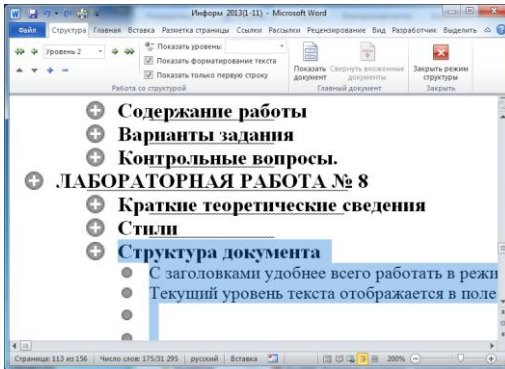 Информ 2013(1-11) - Microsoft Word
Файл Структура Главная Вставка Разметка страницы Ссылки Рассылки Рецензирование Вид Разработчик Выделить
Уровень 2
Показать уровень:
Показать форматирование текста
Показать только первую строку
Показать документ
Свернуть вложенные документы
Закрыть режим структуры
Работа со структурой Главный документ Закрыть
Содержание работы
Варианты задания
Контрольные вопросы.
ЛАБОРАТОРНАЯ РАБОТА № 8
Краткие теоретические сведения
Стили
Структура документа
С заголовками удобнее всего работать в режи
Текущий уровень текста отображается в поле
Страница: 113 из 156 Число слов: 175/31 295 русский Вставка 200%